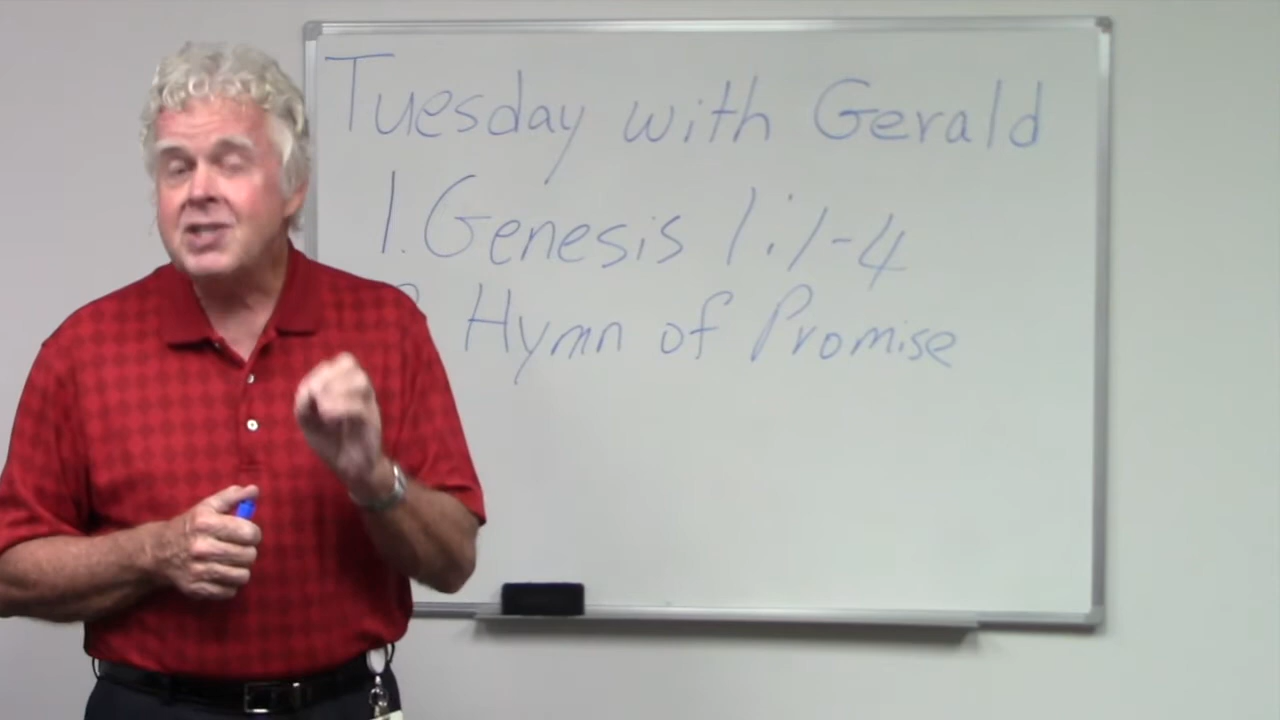 Tuesday with Gerald
1. Genesis 1:1-4
Hymn of Promise